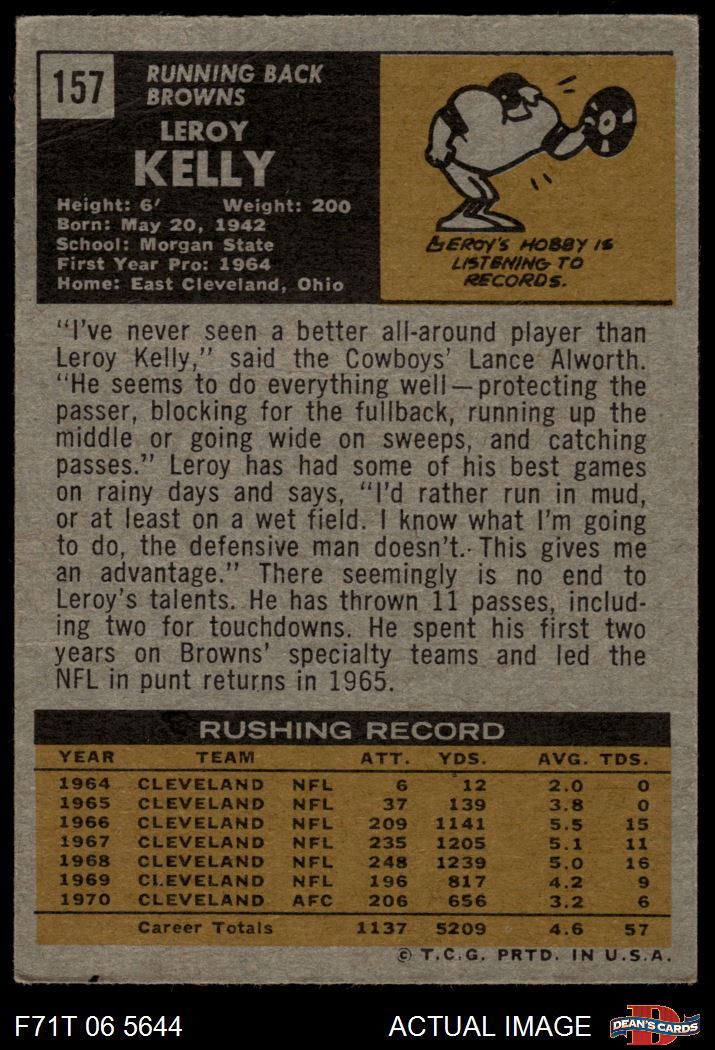 157
RUNNING BACK
BROWNS
LEROY
KELLY
Height: 6' Weight: 200
Born: May 20, 1942
School: Morgan State
First Year Pro: 1964
Home: East Cleveland, Ohio
LEROY'S HOBBY IS
LISTENING TO
RECORDS.
"I've never seen a better all-around player than
Leroy Kelly," said the Cowboys' Lance Alworth.
"He seems to do everything well—protecting the
passer, blocking for the fullback, running up the
middle or going wide on sweeps, and catching
passes." Leroy has had some of his best games
on rainy days and says, "I'd rather run in mud,
or at least on a wet field. I know what I'm going
to do, the defensive man doesn't. This gives me
an advantage." There seemingly is no end to
Leroy's talents. He has thrown 11 passes, includ-
ing two for touchdowns. He spent his first two
years on Browns' specialty teams and led the
NFL in punt returns in 1965.
RUSHING RECORD
YEAR TEAM ATT. YDS. AVG. TDS.
1964 CLEVELAND NFL 6 12 2.0 0
1965 CLEVELAND NFL 37 139 3.8 0
1966 CLEVELAND NFL 209 1141 5.5 15
1967 CLEVELAND NFL 235 1205 5.1 11
1968 CLEVELAND NFL 248 1239 5.0 16
1969 CLEVELAND NFL 196 817 4.2 9
1970 CLEVELAND AFC 206 656 3.2 6
Career Totals 1137 5209 4.6 57
© T.C.G. PRTD. IN U.S.A.
F71T 06 5644 ACTUAL IMAGE D DEAN'S CARDS